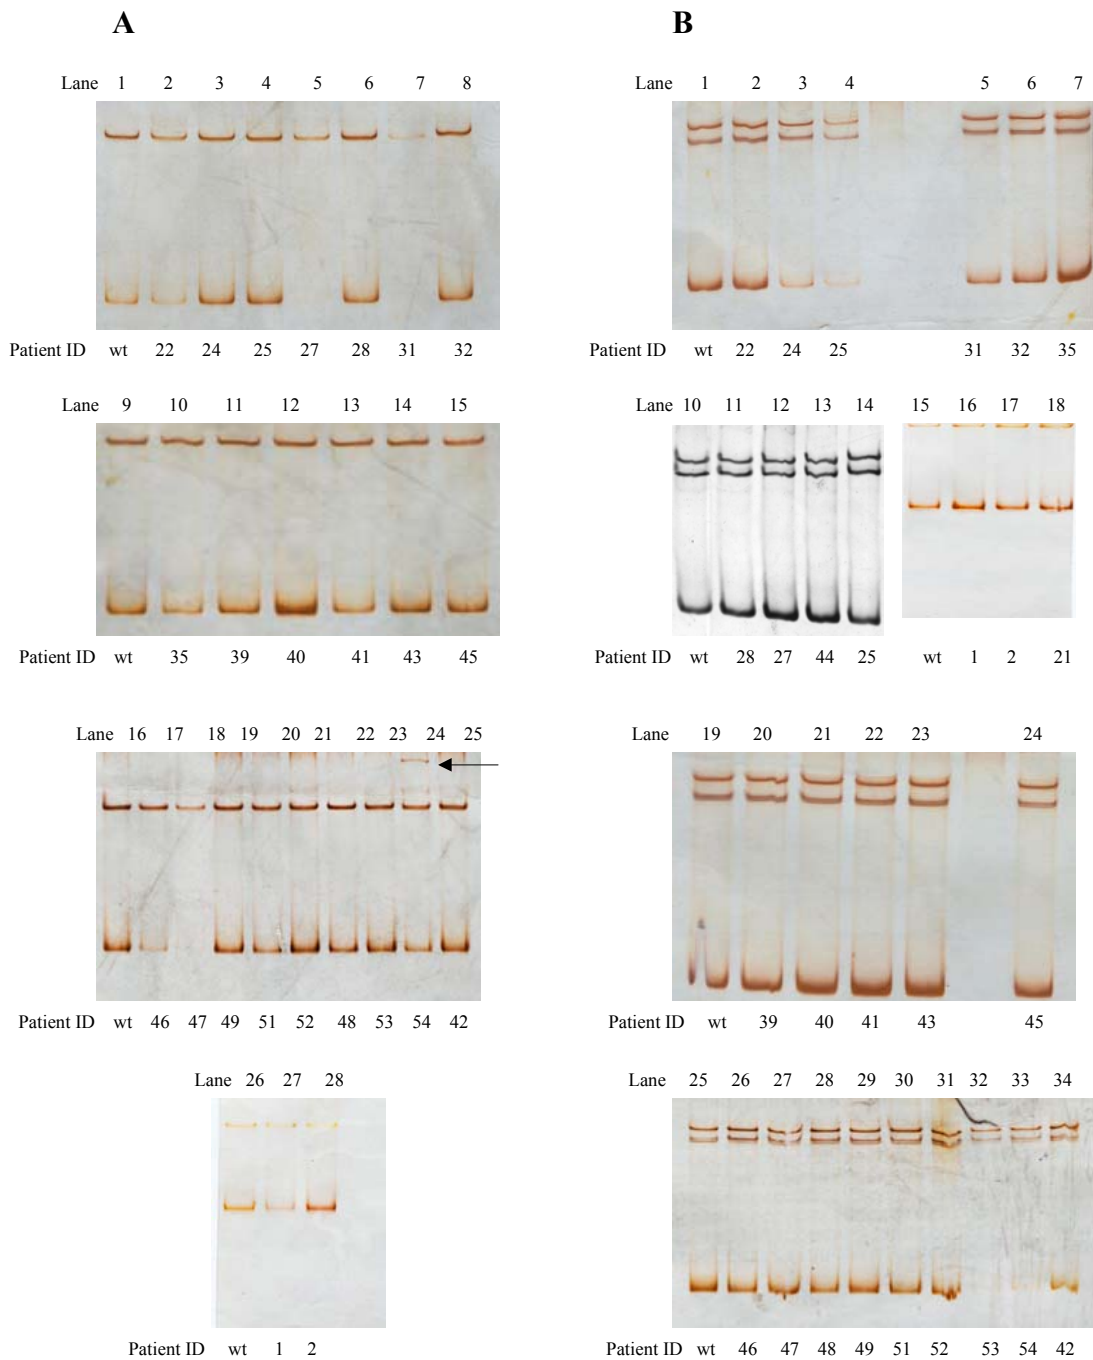 A
Lane 1 2 3 4 5 6 7 8
Patient ID wt 22 24 25 27 28 31 32
Lane 9 10 11 12 13 14 15
Patient ID wt 35 39 40 41 43 45
Lane 16 17 18 19 20 21 22 23 24 25
Patient ID wt 46 47 49 51 52 48 53 54 42
Lane 26 27 28
Patient ID wt 1 2
B
Lane 1 2 3 4 5 6 7
Patient ID wt 22 24 25 31 32 35
Lane 10 11 12 13 14 15 16 17 18
Patient ID wt 28 27 44 25 wt 1 2 21
Lane 19 20 21 22 23 24
Patient ID wt 39 40 41 43 45
Lane 25 26 27 28 29 30 31 32 33 34
Patient ID wt 46 47 48 49 51 52 53 54 42